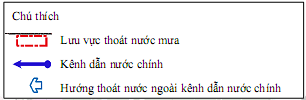 Chú thích
Lưu vực thoát nước mưa
Kênh dẫn nước chính
Hướng thoát nước ngoài kênh dẫn nước chính